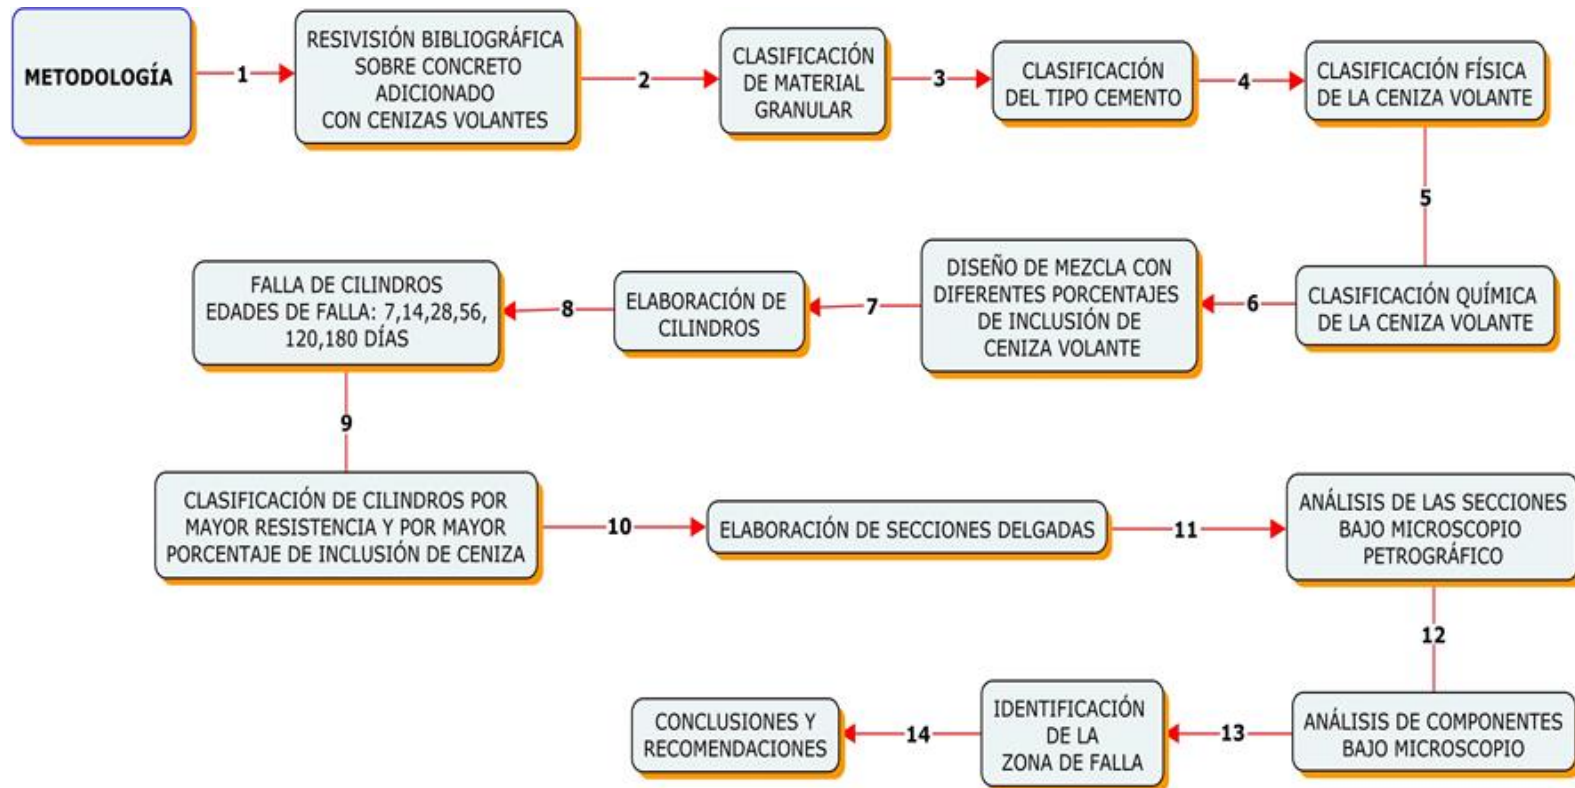 METODOLOGÍA
1
RESIVISIÓN BIBLIOGRÁFICA
SOBRE CONCRETO
ADICIONADO
CON CENIZAS VOLANTES
2
CLASIFICACIÓN
DE MATERIAL
GRANULAR
3
CLASIFICACIÓN
DEL TIPO CEMENTO
4
CLASIFICACIÓN FÍSICA
DE LA CENIZA VOLANTE
5
CLASIFICACIÓN QUÍMICA
DE LA CENIZA VOLANTE
6
DISEÑO DE MEZCLA CON
DIFERENTES PORCENTAJES
DE INCLUSIÓN DE
CENIZA VOLANTE
7
ELABORACIÓN DE
CILINDROS
8
FALLA DE CILINDROS
EDADES DE FALLA: 7,14,28,56,
120,180 DÍAS
9
CLASIFICACIÓN DE CILINDROS POR
MAYOR RESISTENCIA Y POR MAYOR
PORCENTAJE DE INCLUSIÓN DE CENIZA
10
ELABORACIÓN DE SECCIONES DELGADAS
11
ANÁLISIS DE LAS SECCIONES
BAJO MICROSCOPIO
PETROGRÁFICO
12
ANÁLISIS DE COMPONENTES
BAJO MICROSCOPIO
13
IDENTIFICACIÓN
DE LA
ZONA DE FALLA
14
CONCLUSIONES Y
RECOMENDACIONES